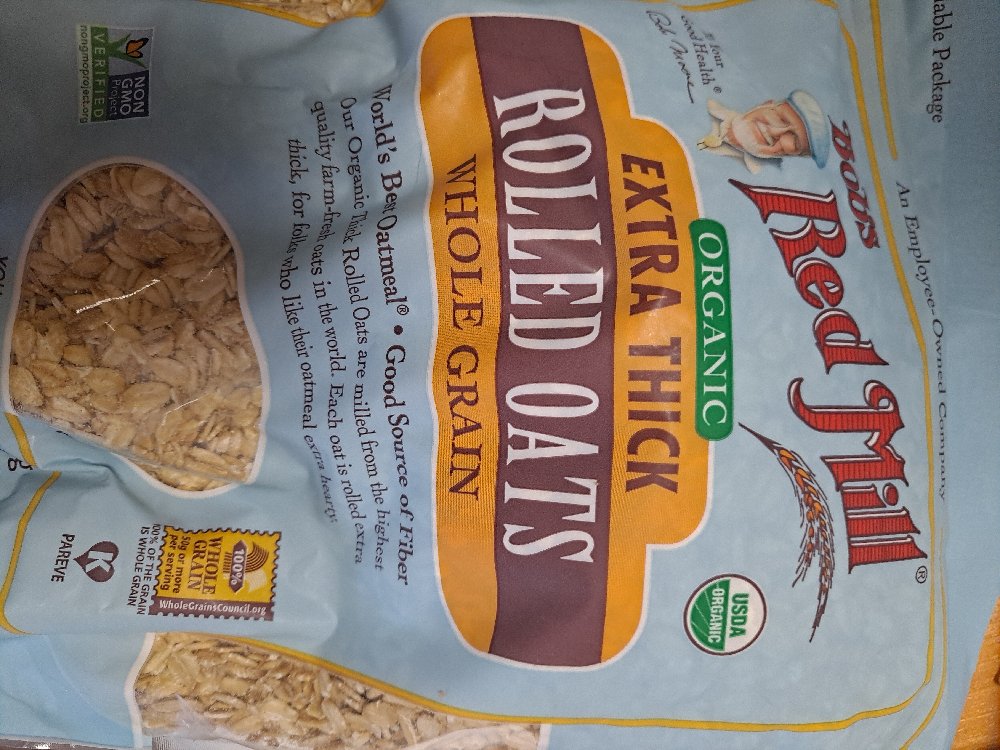 able Package
An Employee-Owned Company
Your
Good Health®
Bob Moore
BOB'S
Red Mill®
ORGANIC
USDA
ORGANIC
EXTRA THICK
ROLLED OATS
WHOLE GRAIN
World's Best Oatmeal® • Good Source of Fiber
Our Organic Thick Rolled Oats are milled from the highest
quality farm-fresh oats in the world. Each oat is rolled extra
thick, for folks who like their oatmeal extra hearty.
NON
GMO
Project
VERIFIED
nongmoproject.org
100%
WHOLE
GRAIN
50g or more
per serving
WholeGrainsCouncil.org
100% OF THE GRAIN
IS WHOLE GRAIN
K
PAREVE